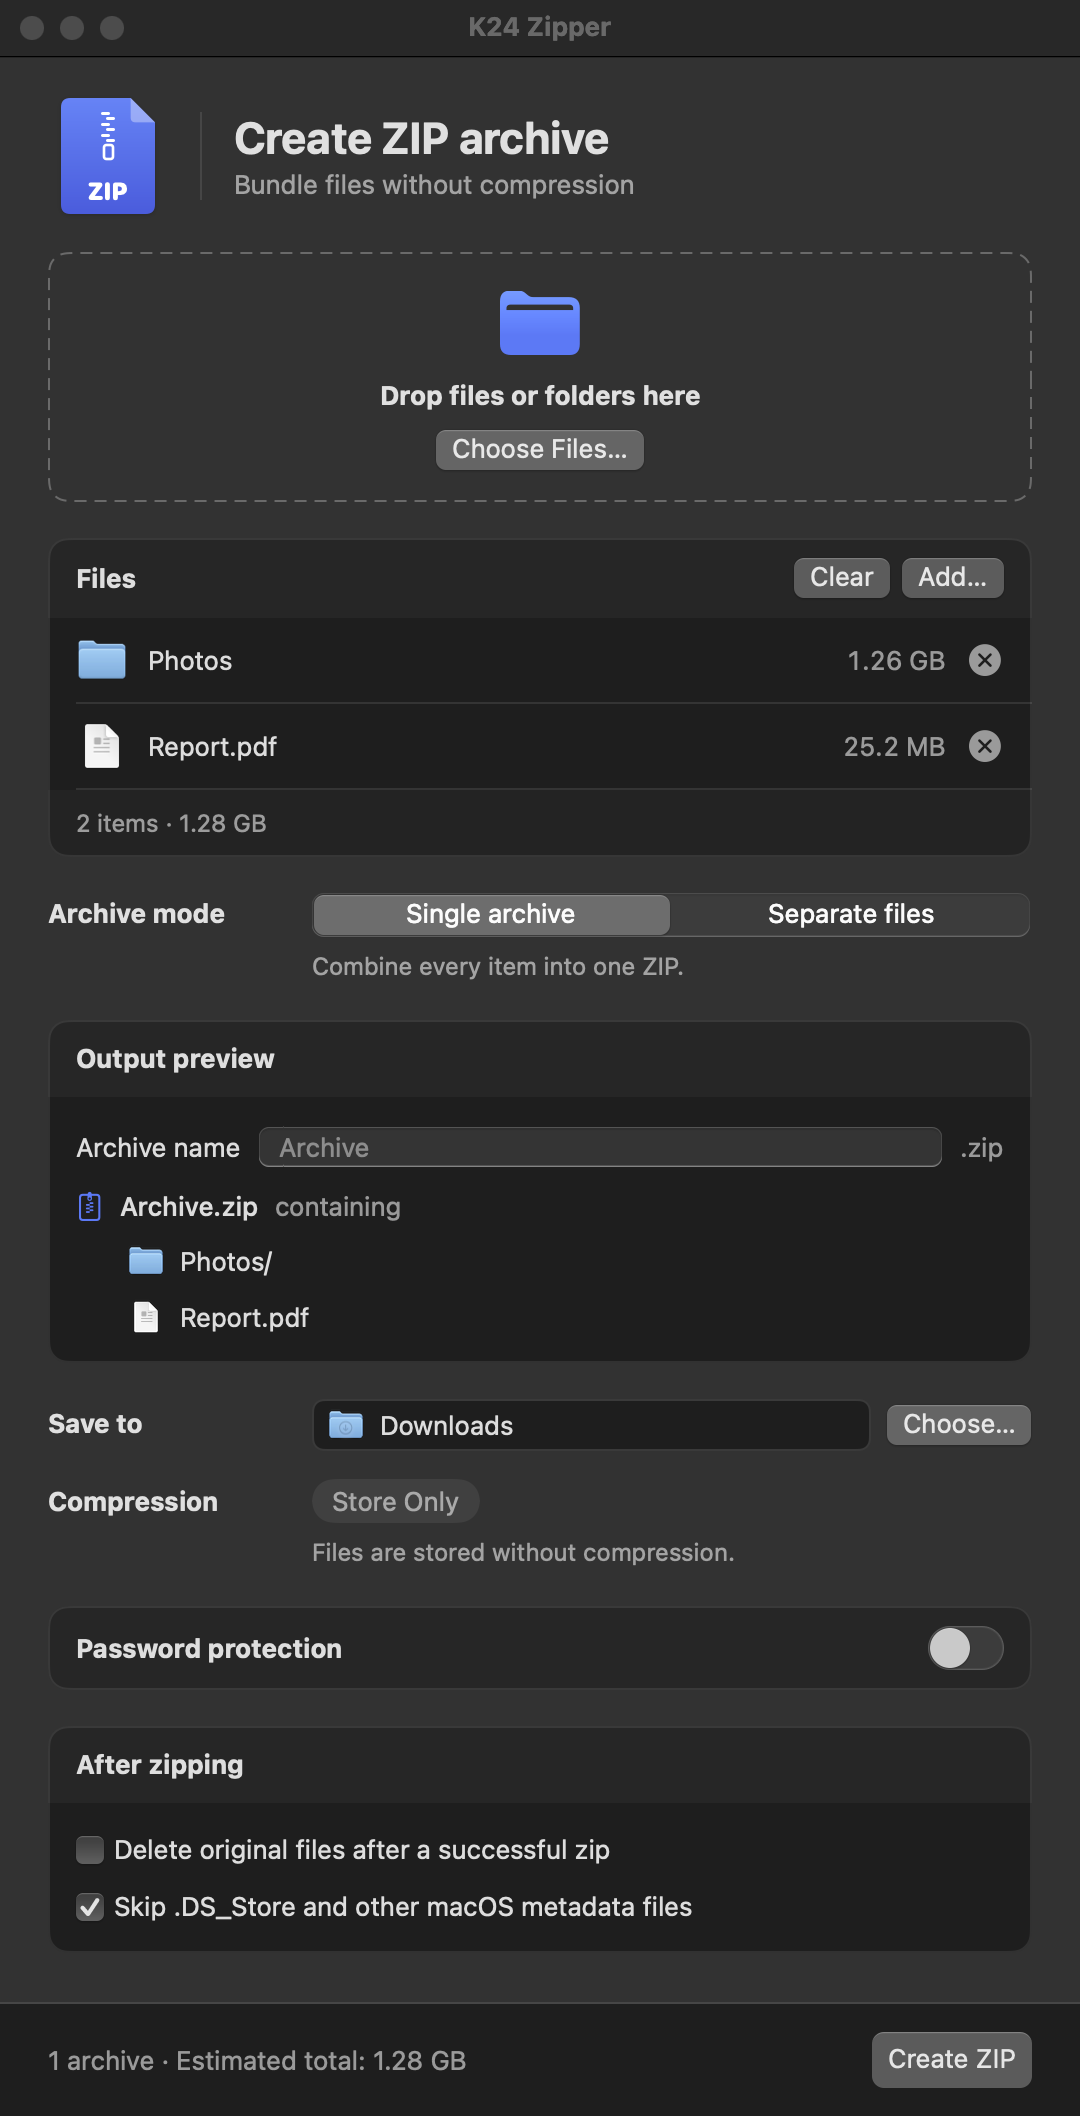 K24 Zipper
ZIP
Create ZIP archive
Bundle files without compression
Drop files or folders here
Choose Files...
Files
Clear
Add...
Photos
1.26 GB
Report.pdf
25.2 MB
2 items · 1.28 GB
Archive mode
Single archive
Separate files
Combine every item into one ZIP.
Output preview
Archive name
Archive
.zip
Archive.zip containing
Photos/
Report.pdf
Save to
Downloads
Choose...
Compression
Store Only
Files are stored without compression.
Password protection
After zipping
Delete original files after a successful zip
Skip .DS_Store and other macOS metadata files
1 archive · Estimated total: 1.28 GB
Create ZIP